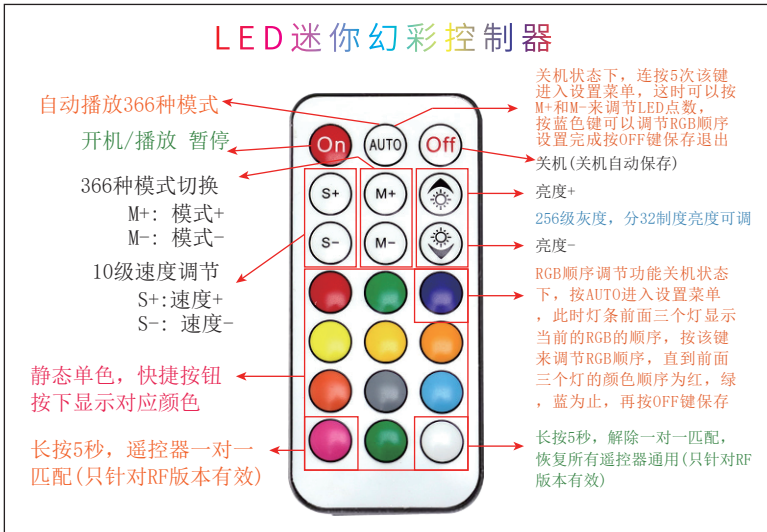 LED迷你幻彩控制器
自动播放366种模式
开机/播放 暂停
366种模式切换
M+: 模式+
M-: 模式-
10级速度调节
S+:速度+
S-: 速度-
静态单色，快捷按钮
按下显示对应颜色
长按5秒，遥控器一对一
匹配(只针对RF版本有效)
On
AUTO
Off
S+
M+
S-
M-
关机状态下，连按5次该键
进入设置菜单，这时可以按
M+和M-来调节LED点数，
按蓝色键可以调节RGB顺序
设置完成按OFF键保存退出
关机(关机自动保存)
亮度+
256级灰度，分32制度亮度可调
亮度-
RGB顺序调节功能关机状态
下，按AUTO进入设置菜单
，此时灯条前面三个灯显示
当前的RGB的顺序，按该键
来调节RGB顺序，直到前面
三个灯的颜色顺序为红，绿
，蓝为止，再按OFF键保存
长按5秒，解除一对一匹配，
恢复所有遥控器通用(只针对RF
版本有效)